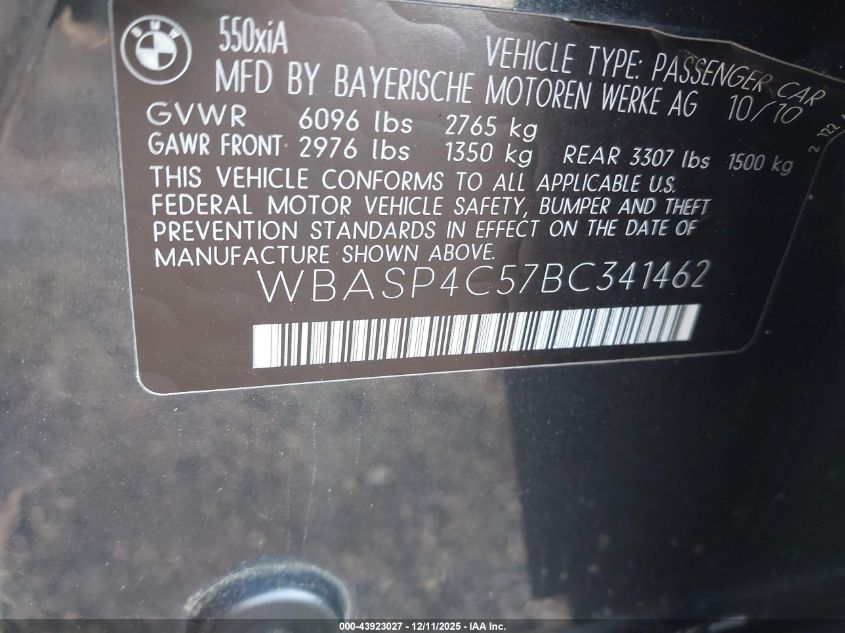 BMW
550xiA
VEHICLE TYPE: PASSENGER CAR
MFD BY BAYERISCHE MOTOREN WERKE AG 10/10
GVWR 6096 lbs 2765 kg
GAWR FRONT 2976 lbs 1350 kg REAR 3307 lbs 1500 kg
THIS VEHICLE CONFORMS TO ALL APPLICABLE U.S.
FEDERAL MOTOR VEHICLE SAFETY, BUMPER AND THEFT
PREVENTION STANDARDS IN EFFECT ON THE DATE OF
MANUFACTURE SHOWN ABOVE.
WBASP4C57BC341462
000-43923027 - 12/11/2025 - IAA Inc.